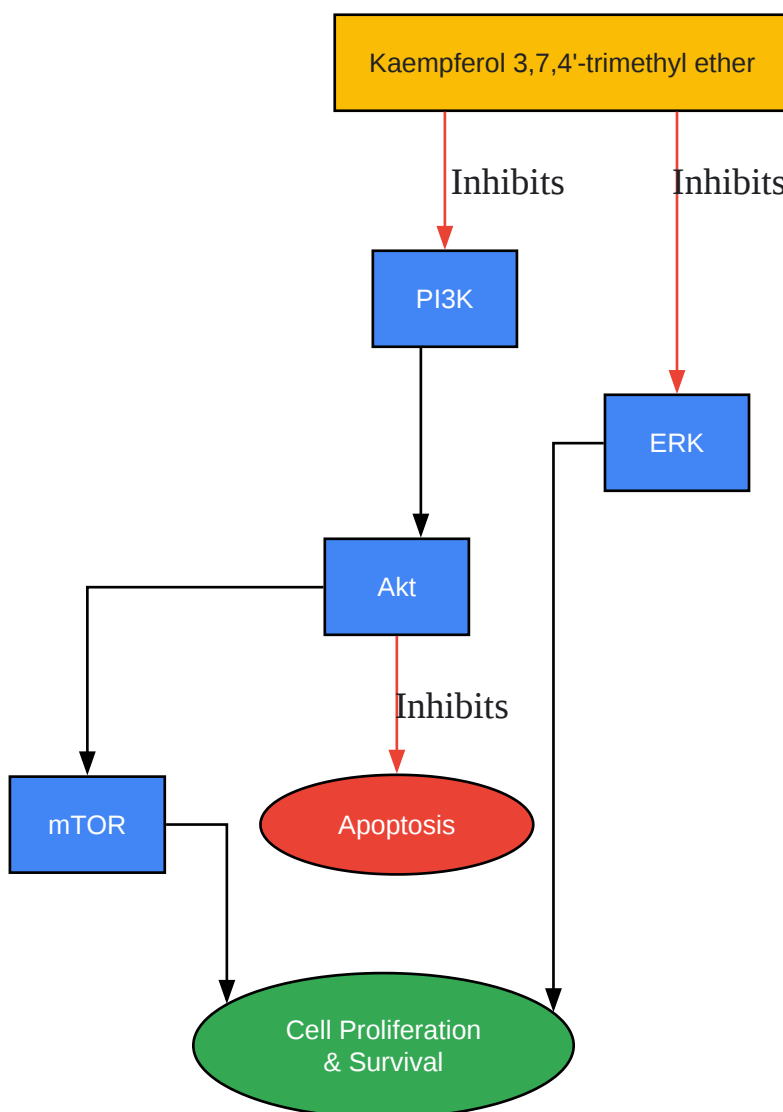 Kaempferol 3,7,4'-trimethyl ether
Inhibits
Inhibits
PI3K
ERK
Akt
Inhibits
mTOR
Apoptosis
Cell Proliferation
& Survival